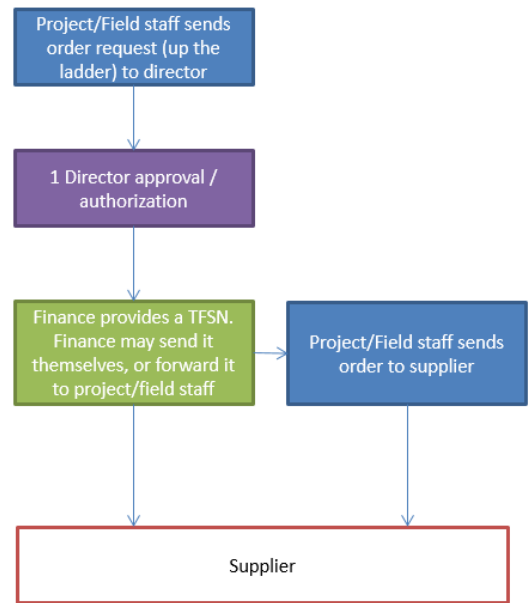 Project/Field staff sends
order request (up the
ladder) to director
1 Director approval /
authorization
Finance provides a TFSN.
Finance may send it
themselves, or forward it
to project/field staff
Project/Field staff sends
order to supplier
Supplier